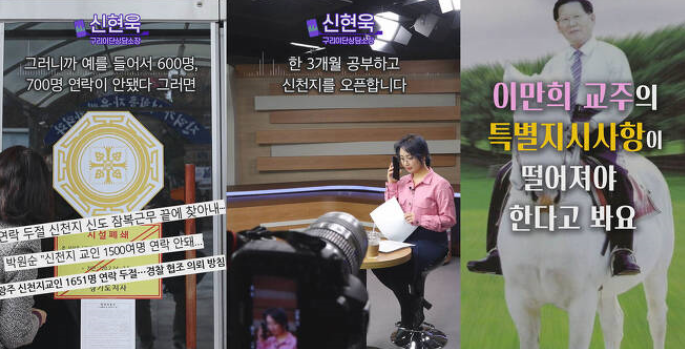 신현욱
구리이단상담소장
그러니까 예를 들어서 600명,
700명 연락이 안됐다 그러면
연락 두절 신천지 신도 잠복근무 끝에 찾아내…
시설폐쇄
박원순 "신천지 교인 1500여명 연락 안돼…
광주 신천지교인 1651명 연락 두절…경찰 협조 의뢰 방침
경기도지사
신현욱
구리이단상담소장
한 3개월 공부하고
신천지를 오픈합니다
이만희 교주의
특별지시사항이
떨어져야
한다고 봐요